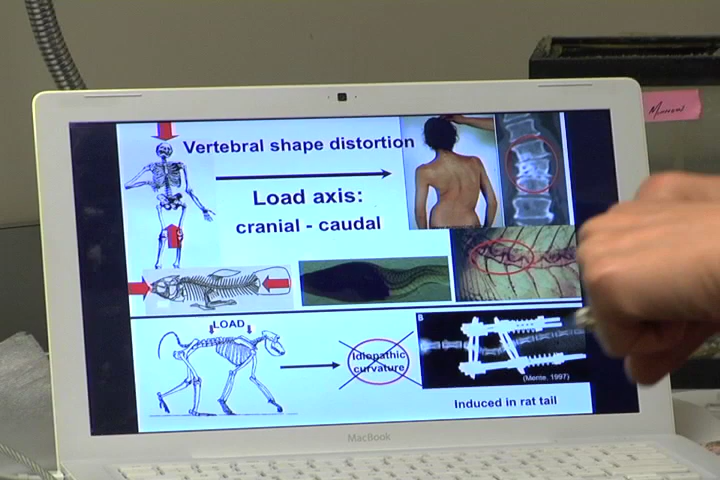 Vertebral shape distortion
Load axis:
cranial - caudal
LOAD
Idiopathic
curvature
B
(Mente, 1997)
Induced in rat tail
MacBook